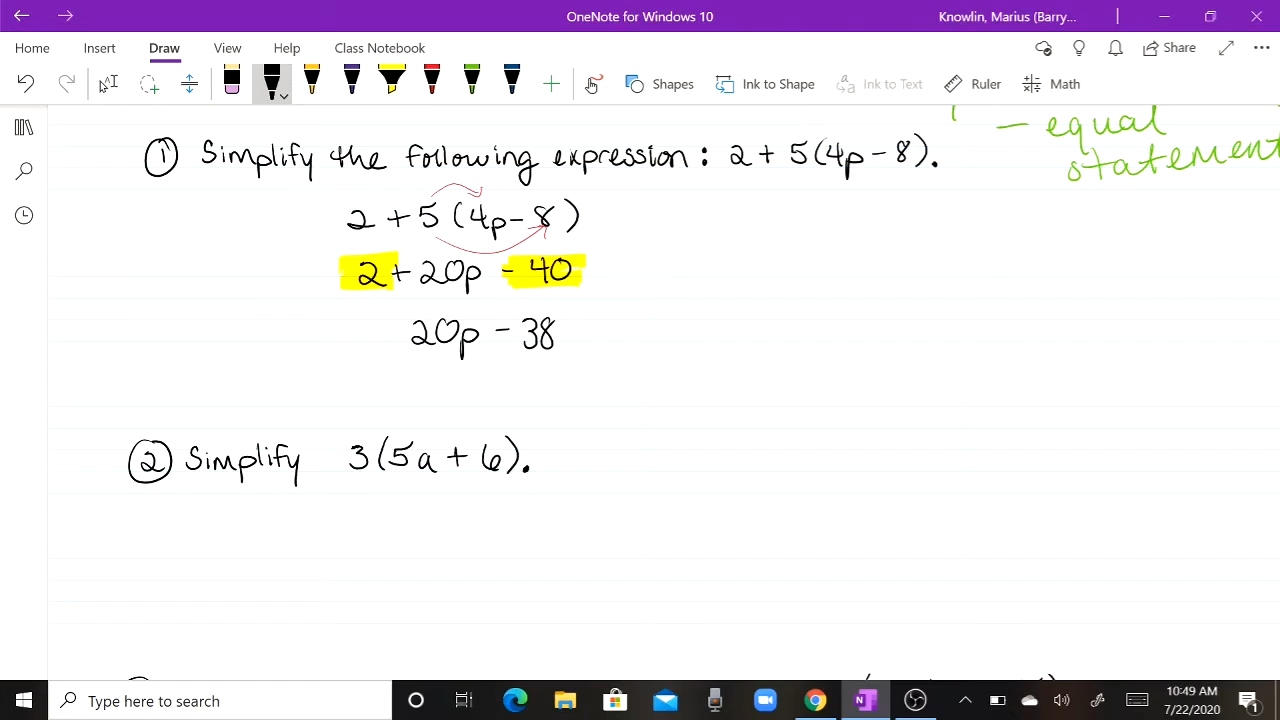 OneNote for Windows 10
Knowlin, Marius (Barry...
Home Insert Draw View Help Class Notebook
Share
Shapes Ink to Shape Ink to Text Ruler Math
- equal
statement
① Simplify the following expression: 2 + 5(4p - 8).
2 + 5(4p - 8)
2 + 20p - 40
20p - 38
② Simplify 3(5a + 6).
Type here to search
10:49 AM
7/22/2020
1